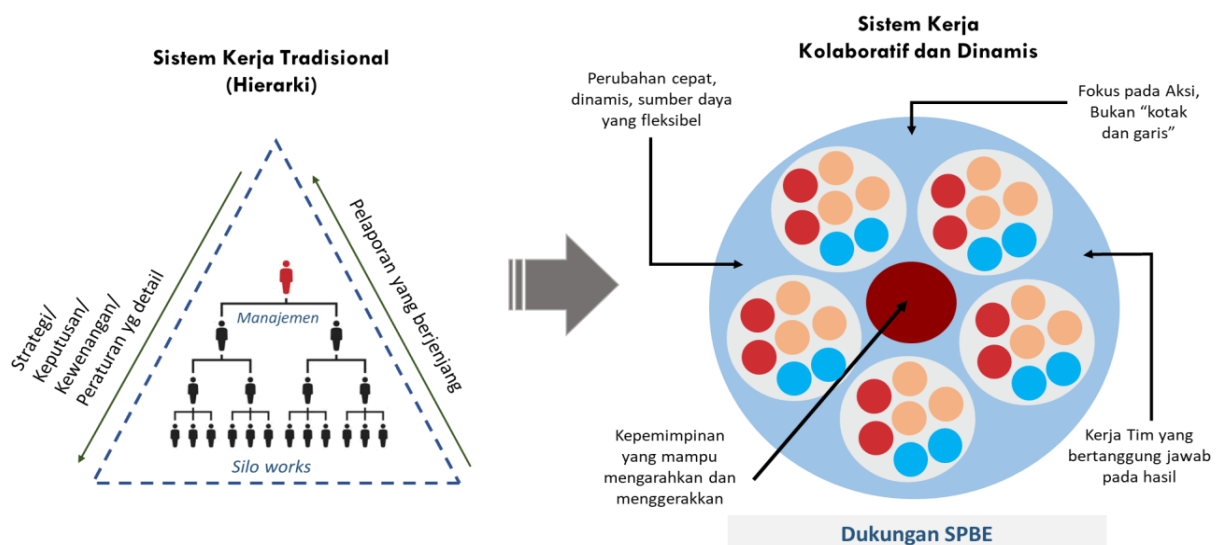 Sistem Kerja Tradisional
(Hierarki)
Strategi/
Keputusan/
Kewenangan/
Peraturan yg detail
Pelaporan yang berjenjang
Manajemen
Silo works
Sistem Kerja
Kolaboratif dan Dinamis
Perubahan cepat,
dinamis, sumber daya
yang fleksibel
Fokus pada Aksi,
Bukan “kotak
dan garis”
Kepemimpinan
yang mampu
mengarahkan dan
menggerakkan
Kerja Tim yang
bertanggung jawab
pada hasil
Dukungan SPBE